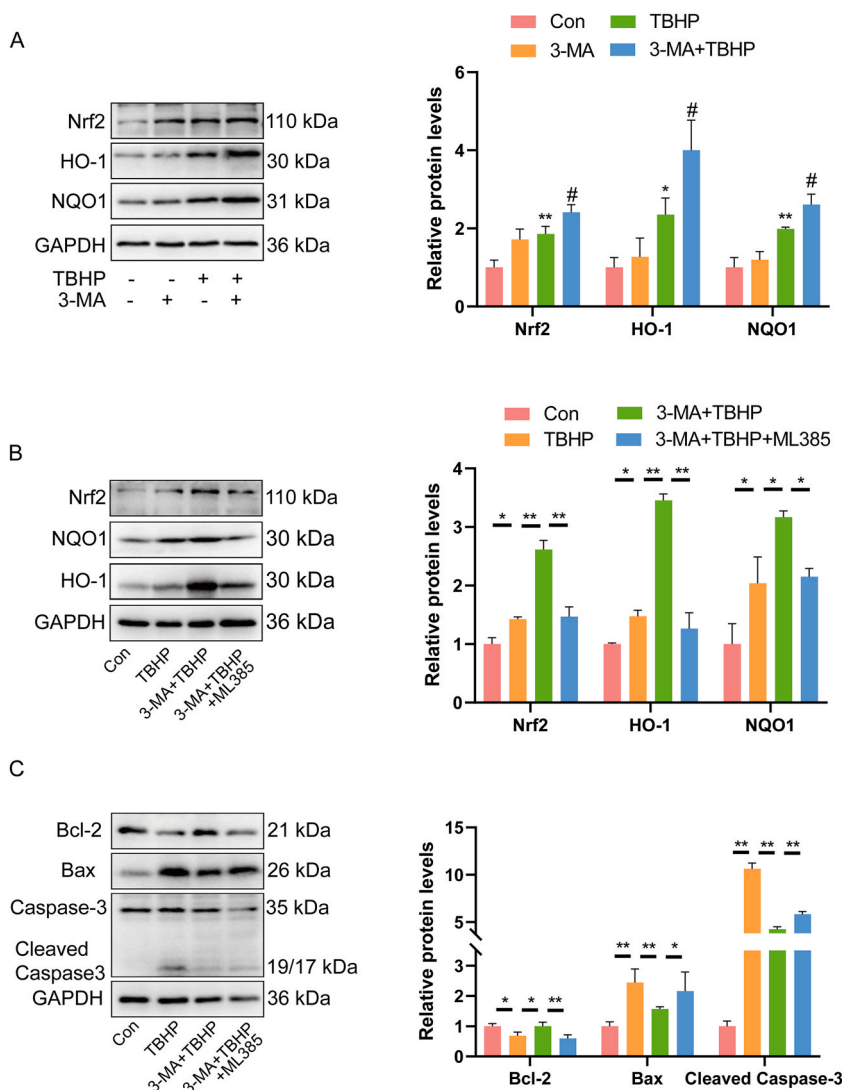 A
Nrf2 110 kDa
HO-1 30 kDa
NQO1 31 kDa
GAPDH 36 kDa
TBHP - - + +
3-MA - + - +
Con TBHP
3-MA 3-MA+TBHP
Relative protein levels
6
4
2
0
** #
* #
** #
Nrf2 HO-1 NQO1
B
Nrf2 110 kDa
NQO1 30 kDa
HO-1 30 kDa
GAPDH 36 kDa
Con TBHP 3-MA+TBHP 3-MA+TBHP
+ML385
Con 3-MA+TBHP
TBHP 3-MA+TBHP+ML385
Relative protein levels
4
3
2
1
0
* ** **
* ** **
* * *
Nrf2 HO-1 NQO1
C
Bcl-2 21 kDa
Bax 26 kDa
Caspase-3 35 kDa
Cleaved
Caspase3 19/17 kDa
GAPDH 36 kDa
Con TBHP 3-MA+TBHP 3-MA+TBHP
+ML385
Relative protein levels
15
10
5
3
2
1
0
* * **
** ** *
** ** **
Bcl-2 Bax Cleaved Caspase-3